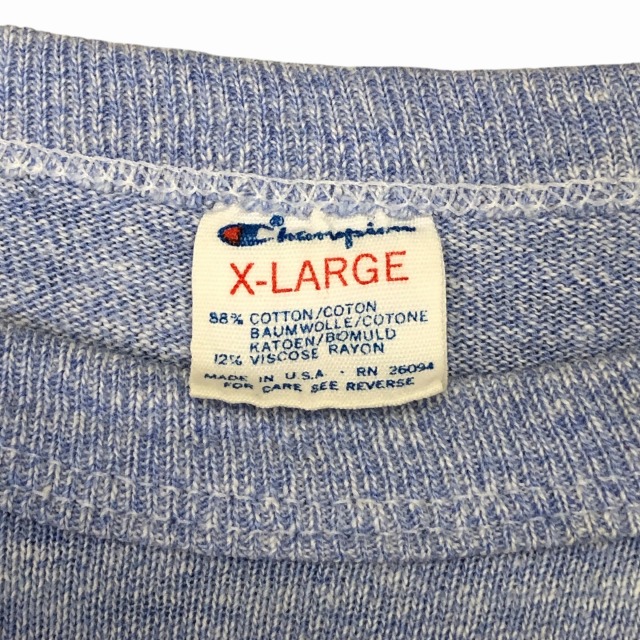 Champion
X-LARGE
88% COTTON/COTON
BAUMWOLLE/COTONE
KATOEN/BOMULD
12% VISCOSE RAYON
MADE IN U.S.A · RN 26094
FOR CARE SEE REVERSE